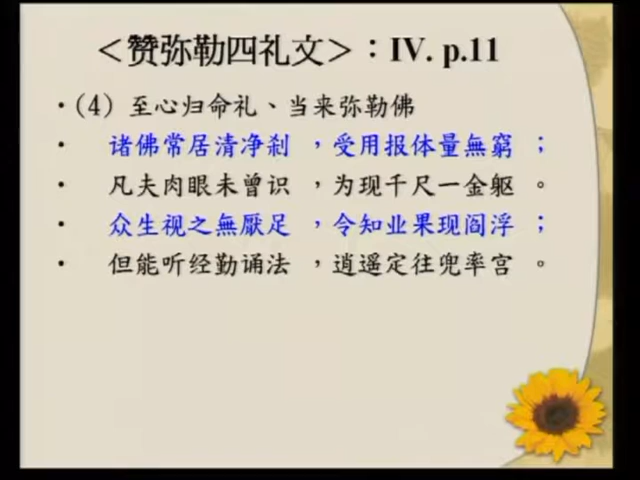 ＜赞弥勒四礼文＞：IV. p.11
•(4) 至心归命礼、当来弥勒佛
• 诸佛常居清净刹 ，受用报体量無窮 ；
• 凡夫肉眼未曾识 ，为现千尺一金躯 。
• 众生视之無厭足 ，令知业果现阎浮 ；
• 但能听经勤诵法 ，逍遥定往兜率宫 。